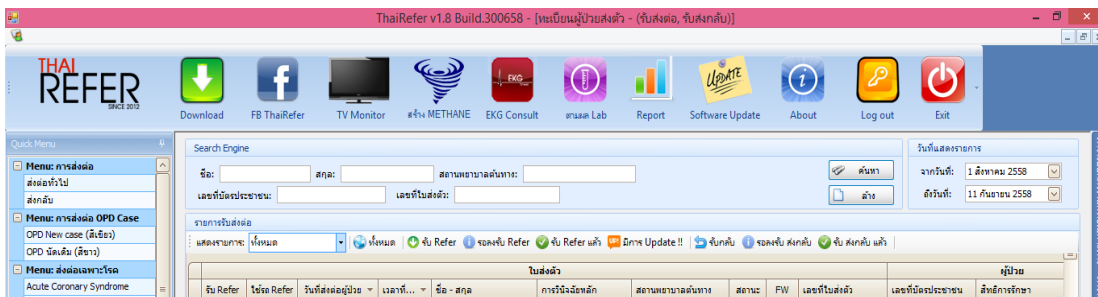 ThaiRefer v1.8 Build.300658 - [ทะเบียนผู้ป่วยส่งตัว - (รับส่งต่อ, รับส่งกลับ)]
THAI
REFER
SINCE 2012
Download FB ThaiRefer TV Monitor สร้าง METHANE EKG Consult ตามผล Lab Report Software Update About Log out Exit
EKG
UPDATE
Quick Menu
Menu: การส่งต่อ
ส่งต่อทั่วไป
ส่งกลับ
Menu: การส่งต่อ OPD Case
OPD New case (สีเขียว)
OPD นัดเดิม (สีขาว)
Menu: ส่งต่อเฉพาะโรค
Acute Coronary Syndrome
Search Engine
ชื่อ: สกุล: สถานพยาบาลต้นทาง: ค้นหา
เลขที่บัตรประชาชน: เลขที่ใบส่งตัว: ล้าง
วันที่แสดงรายการ
จากวันที่: 1 สิงหาคม 2558
ถึงวันที่: 11 กันยายน 2558
รายการรับส่งต่อ
แสดงรายการ: ทั้งหมด ทั้งหมด รับ Refer รอลงรับ Refer รับ Refer แล้ว มีการ Update !! รับกลับ รอลงรับ ส่งกลับ รับ ส่งกลับ แล้ว
ใบส่งตัว ผู้ป่วย
รับ Refer ใช้รถ Refer วันที่ส่งต่อผู้ป่วย เวลาที่... ชื่อ - สกุล การวินิจฉัยหลัก สถานพยาบาลต้นทาง สถานะ FW เลขที่ใบส่งตัว เลขที่บัตรประชาชน สิทธิการรักษา